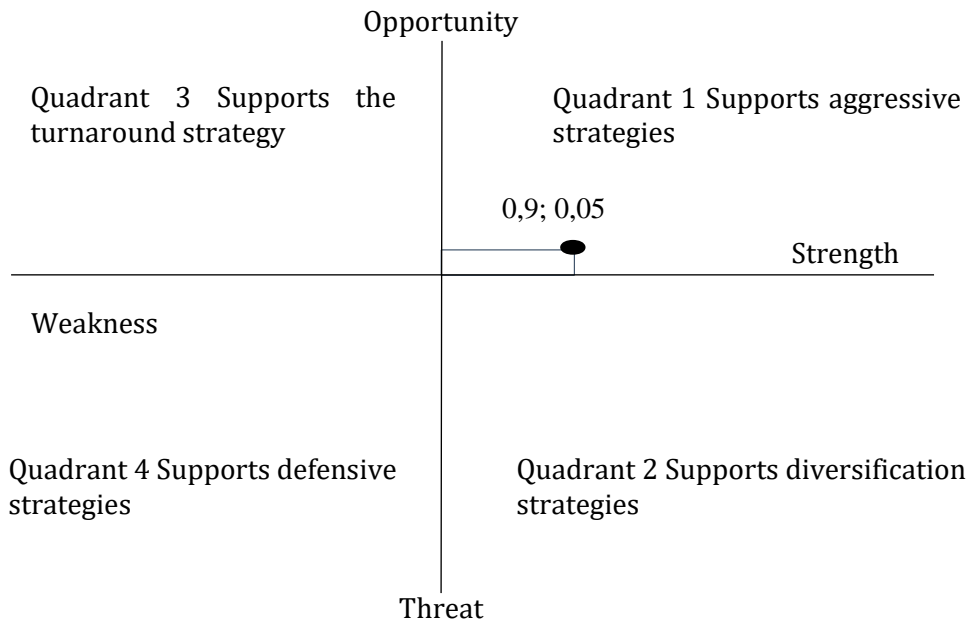 Opportunity
Quadrant 3 Supports the
turnaround strategy
Quadrant 1 Supports aggressive
strategies
0,9; 0,05
Strength
Weakness
Quadrant 4 Supports defensive
strategies
Quadrant 2 Supports diversification
strategies
Threat